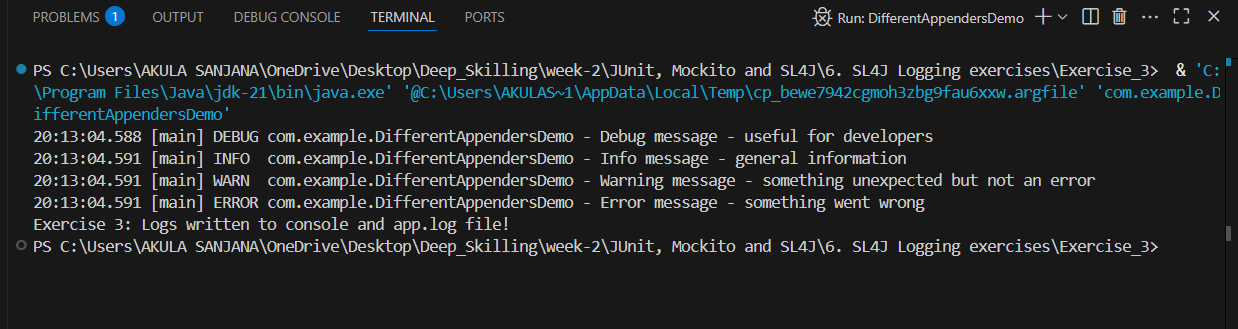 PROBLEMS 1 OUTPUT DEBUG CONSOLE TERMINAL PORTS Run: DifferentAppendersDemo
PS C:\Users\AKULA SANJANA\OneDrive\Desktop\Deep_Skilling\week-2\JUnit, Mockito and SL4J\6. SL4J Logging exercises\Exercise_3>  & 'C:
\Program Files\Java\jdk-21\bin\java.exe' '@C:\Users\AKULAS~1\AppData\Local\Temp\cp_bewe7942cgmoh3zbg9fau6xxw.argfile' 'com.example.D
ifferentAppendersDemo'
20:13:04.588 [main] DEBUG com.example.DifferentAppendersDemo - Debug message - useful for developers
20:13:04.591 [main] INFO  com.example.DifferentAppendersDemo - Info message - general information
20:13:04.591 [main] WARN  com.example.DifferentAppendersDemo - Warning message - something unexpected but not an error
20:13:04.591 [main] ERROR com.example.DifferentAppendersDemo - Error message - something went wrong
Exercise 3: Logs written to console and app.log file!
PS C:\Users\AKULA SANJANA\OneDrive\Desktop\Deep_Skilling\week-2\JUnit, Mockito and SL4J\6. SL4J Logging exercises\Exercise_3>